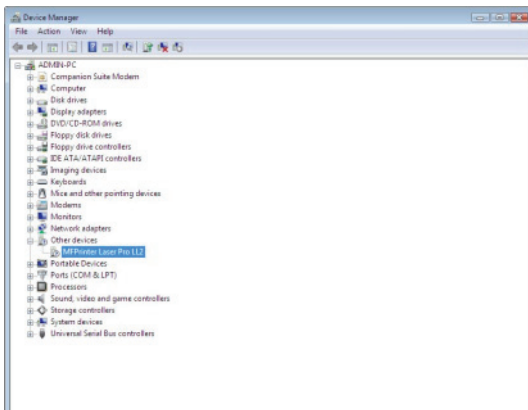 Device Manager
File Action View Help
ADMIN-PC
Companion Suite Modem
Computer
Disk drives
Display adapters
DVD/CD-ROM drives
Floppy disk drives
Floppy drive controllers
IDE ATA/ATAPI controllers
Imaging devices
Keyboards
Mice and other pointing devices
Modems
Monitors
Network adapters
Other devices
MFPrinter Laser Pro LL2
Portable Devices
Ports (COM & LPT)
Processors
Sound, video and game controllers
Storage controllers
System devices
Universal Serial Bus controllers